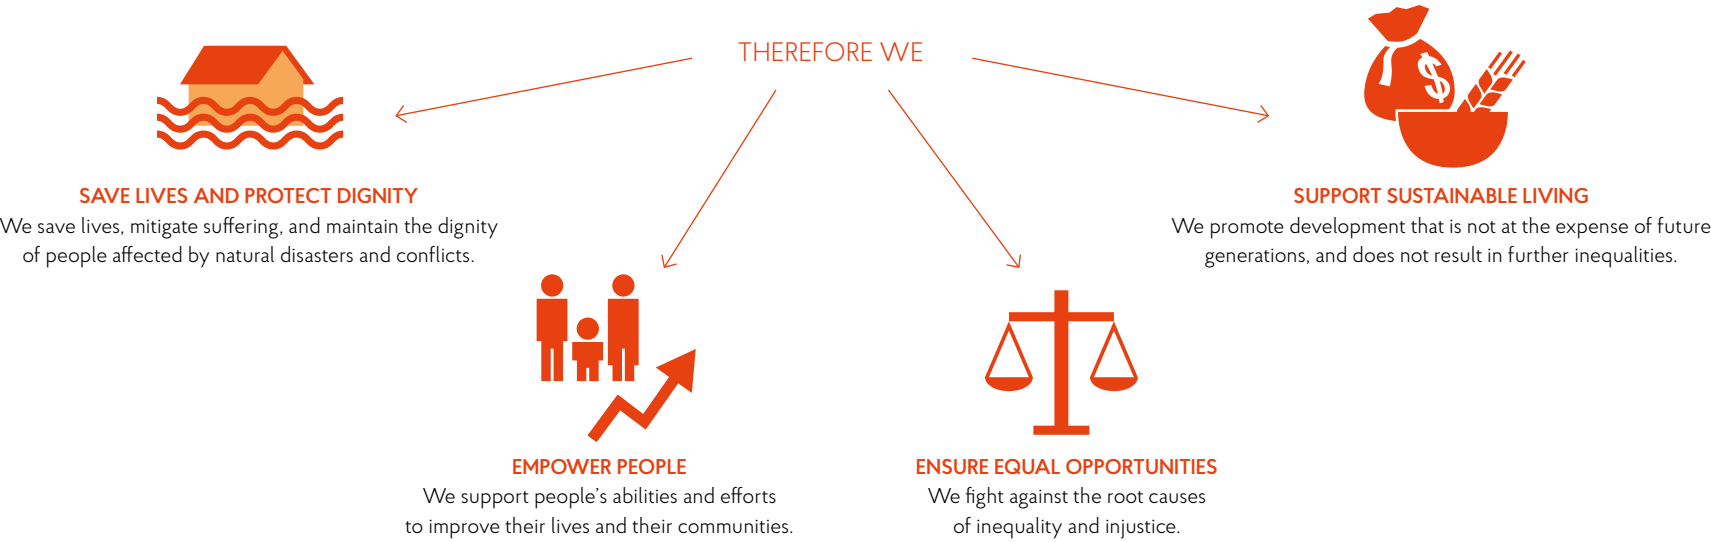 THEREFORE WE
SAVE LIVES AND PROTECT DIGNITY
We save lives, mitigate suffering, and maintain the dignity
of people affected by natural disasters and conflicts.
EMPOWER PEOPLE
We support people’s abilities and efforts
to improve their lives and their communities.
ENSURE EQUAL OPPORTUNITIES
We fight against the root causes
of inequality and injustice.
$
SUPPORT SUSTAINABLE LIVING
We promote development that is not at the expense of future
generations, and does not result in further inequalities.